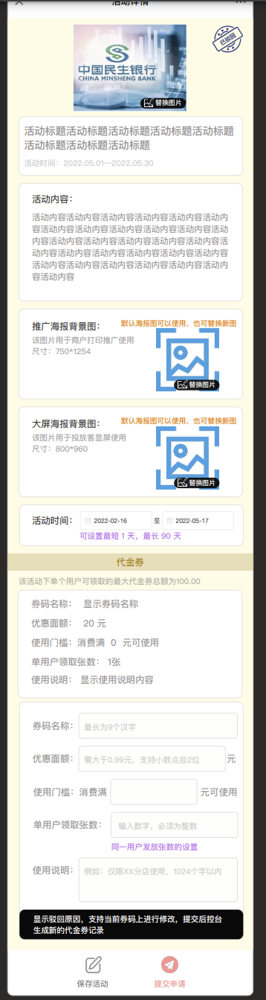 活动详情
已驳回
中国民生银行
CHINA MINSHENG BANK
替换图片
活动标题活动标题活动标题活动标题活动标题
活动标题活动标题活动标题
活动时间：2022.05.01—2022.05.30
活动内容：
活动内容活动内容活动内容活动内容活动内容活动内
容活动内容活动内容活动内容活动内容活动内容活动
内容活动内容活动内容活动内容活动内容活动内容活
动内容活动内容活动内容活动内容活动内容活动内容
活动内容活动内容活动内容活动内容活动内容活动内
容活动内容
推广海报背景图：
默认海报图可以使用，也可替换新图
该图片用于商户打印推广使用
尺寸：750*1254
替换图片
大屏海报背景图：
默认海报图可以使用，也可替换新图
该图片用于投放客显屏使用
尺寸：800*960
替换图片
活动时间： 2022-02-16 至 2022-05-17
可设置最短 1 天，最长 90 天
代金券
该活动下单个用户可领取的最大代金券总额为100.00
券码名称： 显示券码名称
优惠面额： 20 元
使用门槛：消费满 0 元可使用
单用户领取张数： 1张
使用说明： 显示使用说明内容
券码名称： 最长为9个汉字
优惠面额： 需大于0.99元，支持小数点后2位 元
使用门槛：消费满 元可使用
单用户领取张数： 输入数字，必须为整数
同一用户发放张数的设置
使用说明： 例如：仅限XX分店使用，1024个字以内
显示驳回原因，支持当前券码上进行修改，提交后控台
生成新的代金券记录
保存活动 提交申请